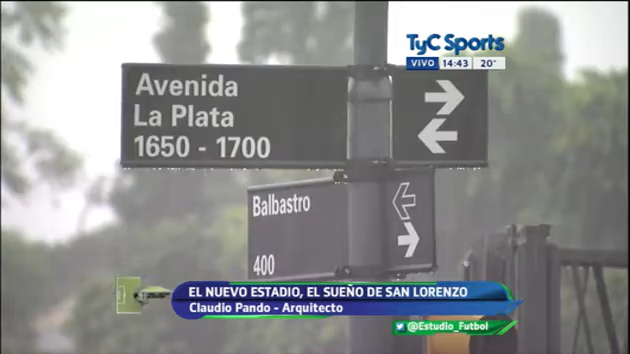 TyC Sports
VIVO 14:43 20°
Avenida
La Plata
1650 - 1700
Balbastro
400
EL NUEVO ESTADIO, EL SUEÑO DE SAN LORENZO
Claudio Pando - Arquitecto
@Estudio_Futbol